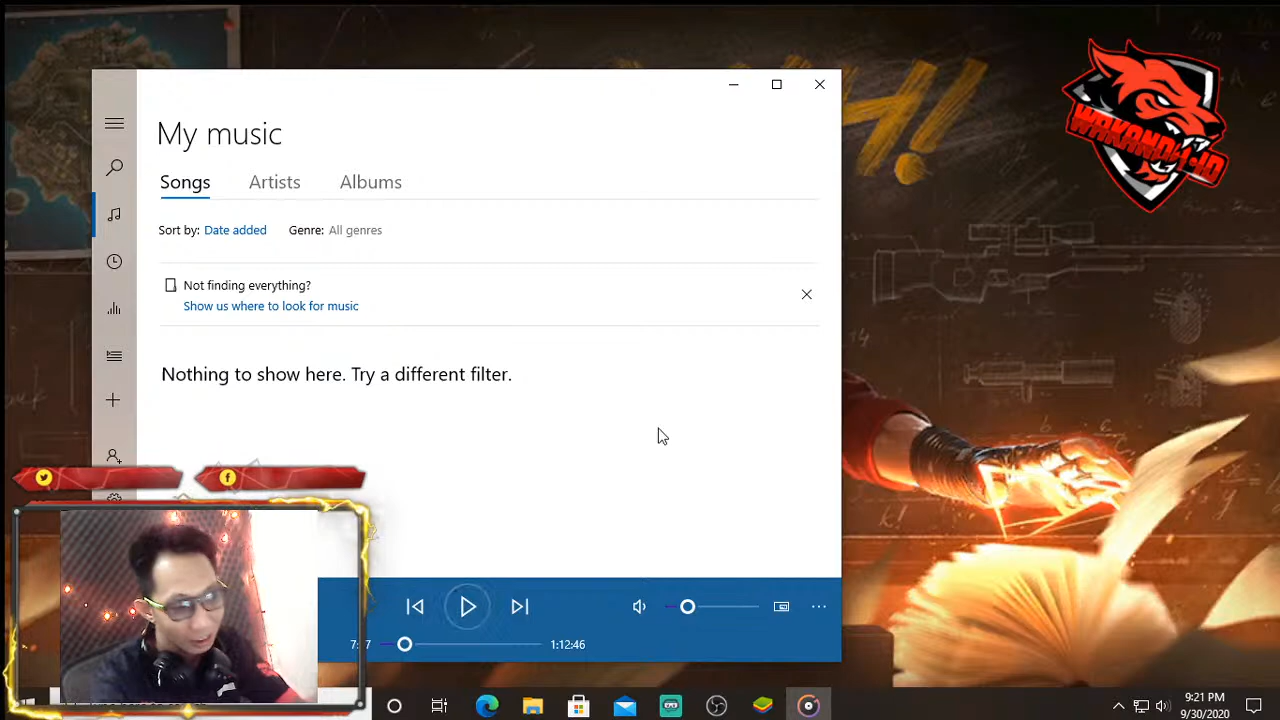 My music
Songs Artists Albums
Sort by: Date added Genre: All genres
Not finding everything?
Show us where to look for music
Nothing to show here. Try a different filter.
1:12:46
WAKANDA.ID
H!
9:21 PM
9/30/2020